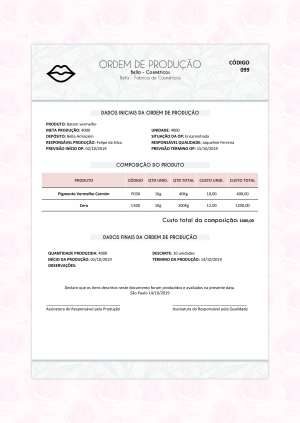 ORDEM DE PRODUÇÃO
Bella - Cosméticos
Bella - Fabrica de Cosméticos
CÓDIGO
099
DADOS INICIAIS DA ORDEM DE PRODUÇÃO
PRODUTO: Batom vermelho
META PRODUÇÃO: 4000 UNIDADE: 4000
DEPÓSITO: Bella Armazém SITUAÇÃO DA OP: Encaminhada
RESPONSÁVEL PRODUÇÃO: Felipe da Silva RESPONSÁVEL QUALIDADE: Jaqueline Ferreira
PREVISÃO INÍCIO OP: 02/10/2019 PREVISÃO TÉRMINO OP: 15/10/2019
COMPOSIÇÃO DO PRODUTO
PRODUTO CÓDIGO QTD UNID. QTD TOTAL CUSTO UNID. CUSTO TOTAL
Pigmento Vermelho Carmim P030 1Kg 40Kg 10,00 400,00
Cera C400 1Kg 100Kg 12,00 1200,00
Custo total da composição: 1600,00
DADOS FINAIS DA ORDEM DE PRODUÇÃO
QUANTIDADE PRODUZIDA: 4000 DESCARTE: 20 unidades
INÍCIO DA PRODUÇÃO: 02/10/2019 TÉRMINO DA PRODUÇÃO: 14/10/2019
OBSERVAÇÕES:
Declaro que os itens descritos neste documento foram produzidos e avaliados na presente data.
São Paulo 14/10/2019
Assinatura do Responsável pela Produção Assinatura do Responsável pela Qualidade